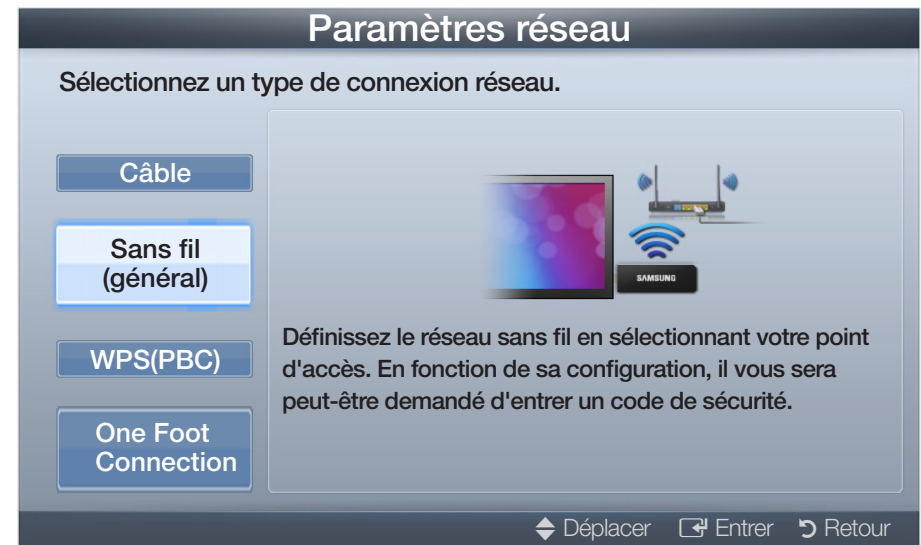 Paramètres réseau
Sélectionnez un type de connexion réseau.
Câble
Sans fil
(général)
WPS(PBC)
One Foot
Connection
SAMSUNG
Définissez le réseau sans fil en sélectionnant votre point
d'accès. En fonction de sa configuration, il vous sera
peut-être demandé d'entrer un code de sécurité.
Déplacer Entrer Retour